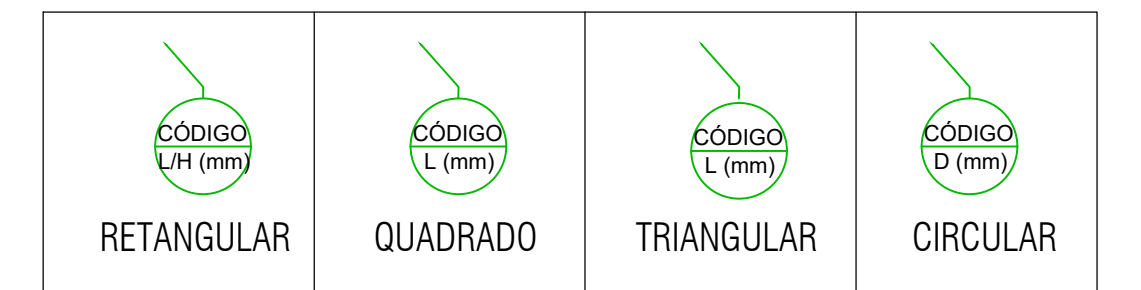 CÓDIGO
L/H (mm)
RETANGULAR
CÓDIGO
L (mm)
QUADRADO
CÓDIGO
L (mm)
TRIANGULAR
CÓDIGO
D (mm)
CIRCULAR